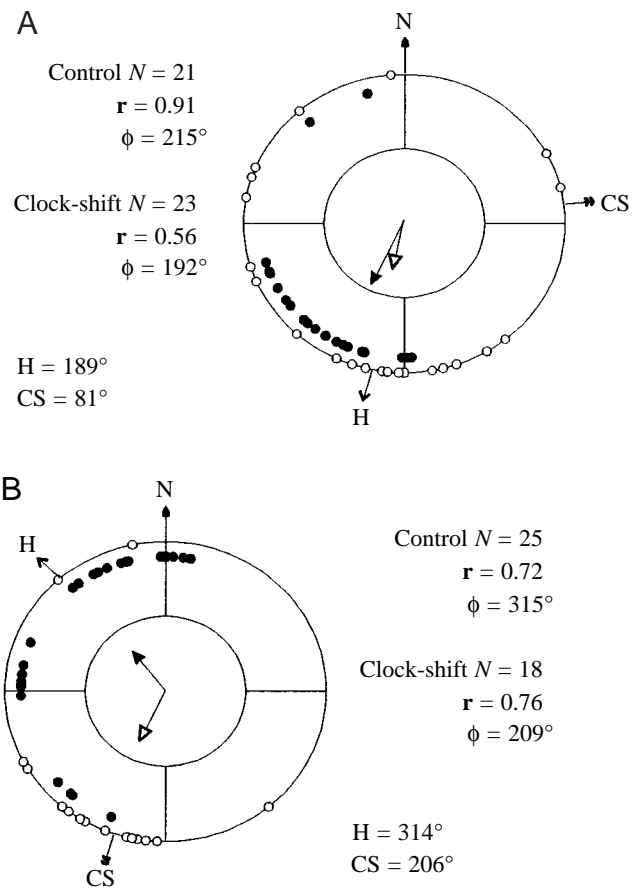 A
N
Control N = 21
r = 0.91
ϕ = 215°
Clock-shift N = 23
r = 0.56
ϕ = 192°
CS
H = 189°
CS = 81°
H
B
N
H
Control N = 25
r = 0.72
ϕ = 315°
Clock-shift N = 18
r = 0.76
ϕ = 209°
H = 314°
CS = 206°
CS